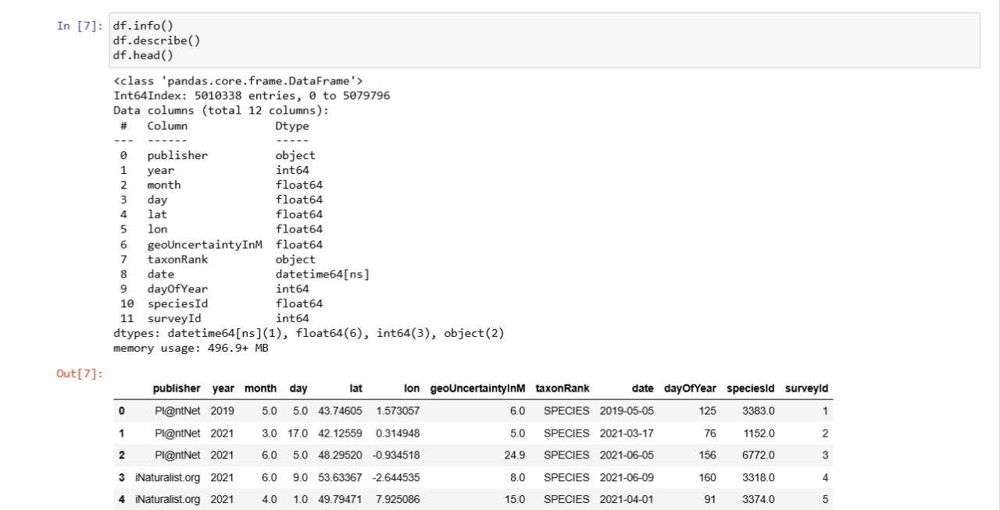 In [7]: df.info()
df.describe()
df.head()
<class 'pandas.core.frame.DataFrame'>
Int64Index: 5010338 entries, 0 to 5079796
Data columns (total 12 columns):
 #   Column             Dtype
---  ------             -----
 0   publisher          object
 1   year               int64
 2   month              float64
 3   day                float64
 4   lat                float64
 5   lon                float64
 6   geoUncertaintyInM  float64
 7   taxonRank          object
 8   date               datetime64[ns]
 9   dayOfYear          int64
 10  speciesId          float64
 11  surveyId           int64
dtypes: datetime64[ns](1), float64(6), int64(3), object(2)
memory usage: 496.9+ MB
Out[7]:
publisher year month day lat lon geoUncertaintyInM taxonRank date dayOfYear speciesId surveyId
0 Pl@ntNet 2019 5.0 5.0 43.74605 1.573057 6.0 SPECIES 2019-05-05 125 3383.0 1
1 Pl@ntNet 2021 3.0 17.0 42.12559 0.314948 5.0 SPECIES 2021-03-17 76 1152.0 2
2 Pl@ntNet 2021 6.0 5.0 48.29520 -0.934518 24.9 SPECIES 2021-06-05 156 6772.0 3
3 iNaturalist.org 2021 6.0 9.0 53.63367 -2.644535 8.0 SPECIES 2021-06-09 160 3318.0 4
4 iNaturalist.org 2021 4.0 1.0 49.79471 7.925086 15.0 SPECIES 2021-04-01 91 3374.0 5